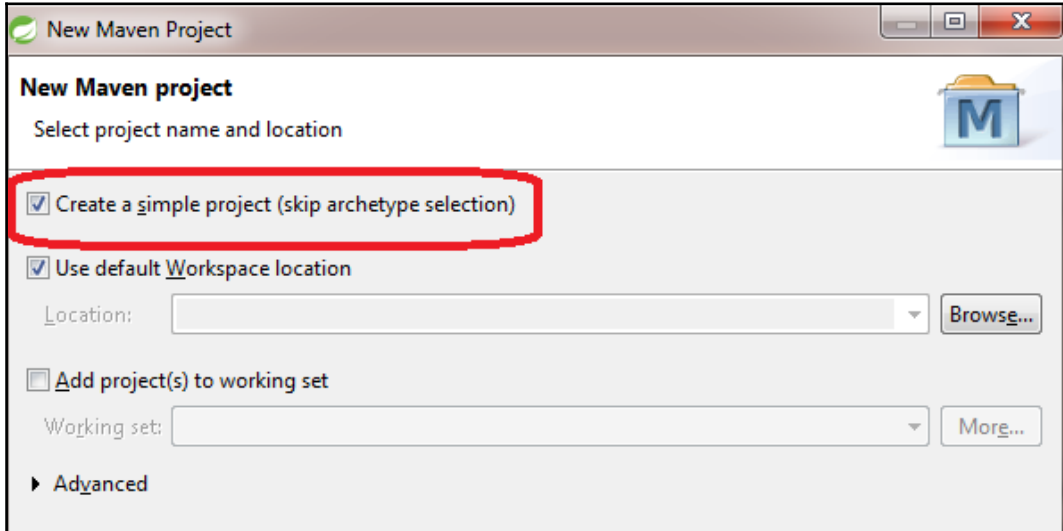 New Maven Project
New Maven project
M
Select project name and location
Create a simple project (skip archetype selection)
Use default Workspace location
Location:
Browse...
Add project(s) to working set
Working set:
More...
Advanced